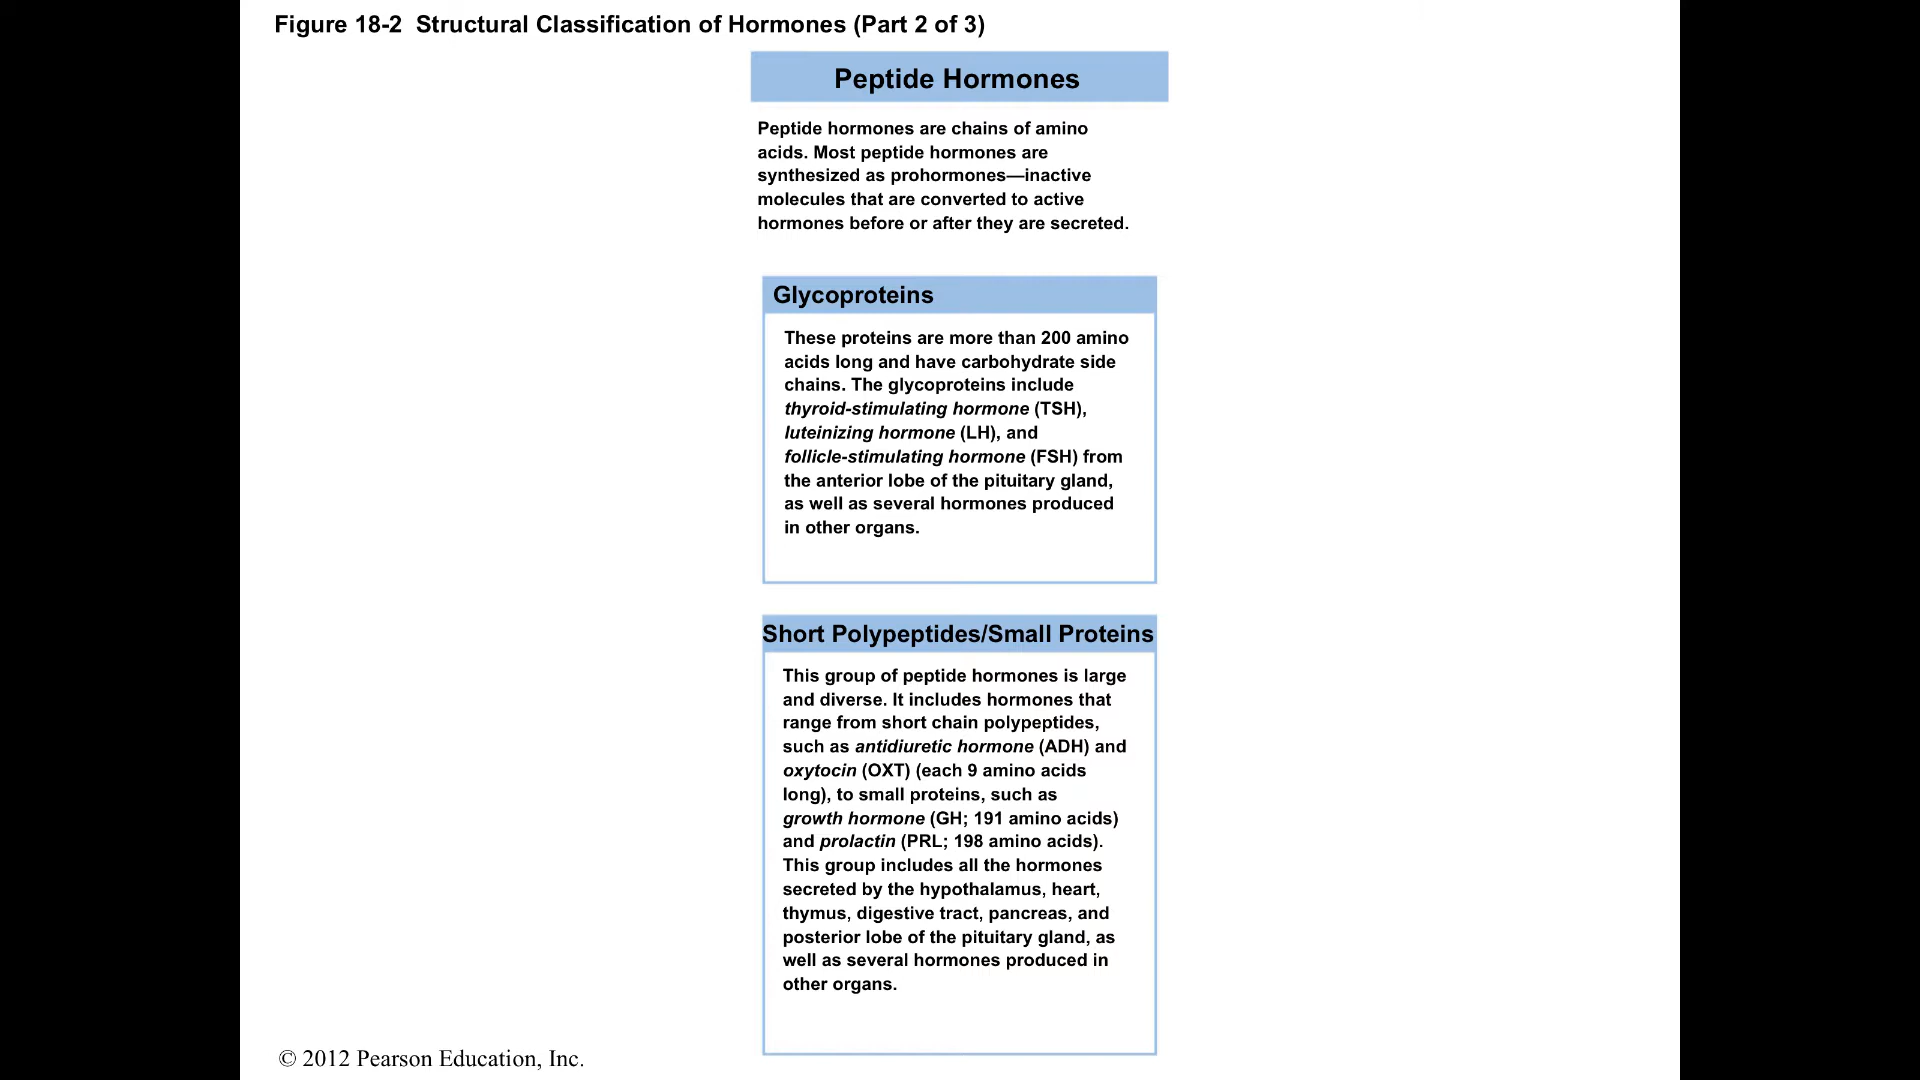 Figure 18-2  Structural Classification of Hormones (Part 2 of 3)
Peptide Hormones
Peptide hormones are chains of amino
acids. Most peptide hormones are
synthesized as prohormones—inactive
molecules that are converted to active
hormones before or after they are secreted.
Glycoproteins
These proteins are more than 200 amino
acids long and have carbohydrate side
chains. The glycoproteins include
thyroid-stimulating hormone (TSH),
luteinizing hormone (LH), and
follicle-stimulating hormone (FSH) from
the anterior lobe of the pituitary gland,
as well as several hormones produced
in other organs.
Short Polypeptides/Small Proteins
This group of peptide hormones is large
and diverse. It includes hormones that
range from short chain polypeptides,
such as antidiuretic hormone (ADH) and
oxytocin (OXT) (each 9 amino acids
long), to small proteins, such as
growth hormone (GH; 191 amino acids)
and prolactin (PRL; 198 amino acids).
This group includes all the hormones
secreted by the hypothalamus, heart,
thymus, digestive tract, pancreas, and
posterior lobe of the pituitary gland, as
well as several hormones produced in
other organs.
© 2012 Pearson Education, Inc.